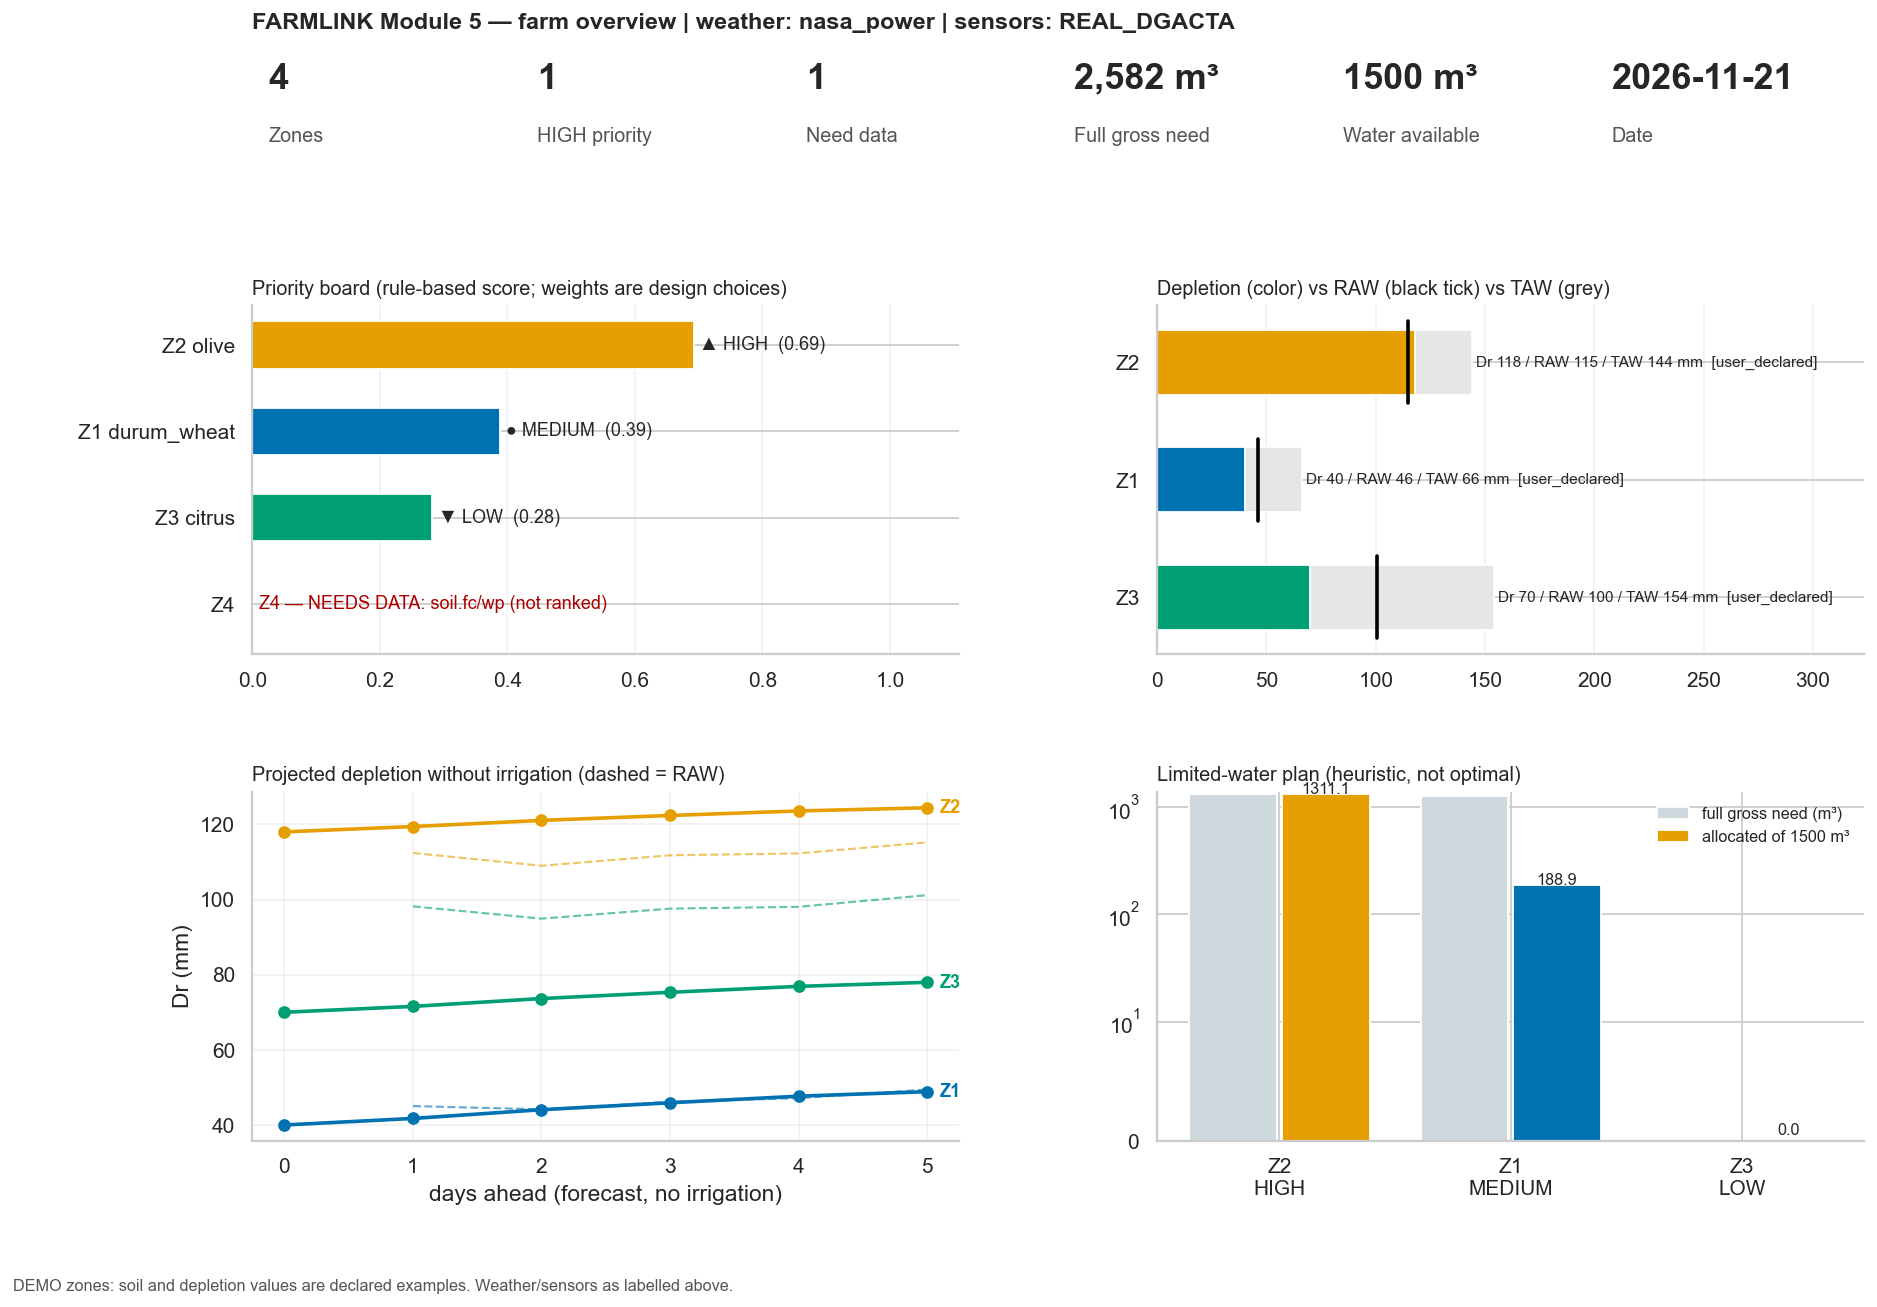 FARMLINK Module 5 — farm overview | weather: nasa_power | sensors: REAL_DGACTA
4 1 1 2,582 m³ 1500 m³ 2026-11-21
Zones HIGH priority Need data Full gross need Water available Date
Priority board (rule-based score; weights are design choices)
Z2 olive ▲ HIGH (0.69)
Z1 durum_wheat ● MEDIUM (0.39)
Z3 citrus ▼ LOW (0.28)
Z4 Z4 — NEEDS DATA: soil.fc/wp (not ranked)
0.0 0.2 0.4 0.6 0.8 1.0
Depletion (color) vs RAW (black tick) vs TAW (grey)
Z2 Dr 118 / RAW 115 / TAW 144 mm [user_declared]
Z1 Dr 40 / RAW 46 / TAW 66 mm [user_declared]
Z3 Dr 70 / RAW 100 / TAW 154 mm [user_declared]
0 50 100 150 200 250 300
Projected depletion without irrigation (dashed = RAW)
Dr (mm)
120
100
80
60
40
Z2
Z3
Z1
0 1 2 3 4 5
days ahead (forecast, no irrigation)
Limited-water plan (heuristic, not optimal)
1311.1
10³
10²
10¹
0
full gross need (m³)
allocated of 1500 m³
188.9
0.0
Z2 Z1 Z3
HIGH MEDIUM LOW
DEMO zones: soil and depletion values are declared examples. Weather/sensors as labelled above.